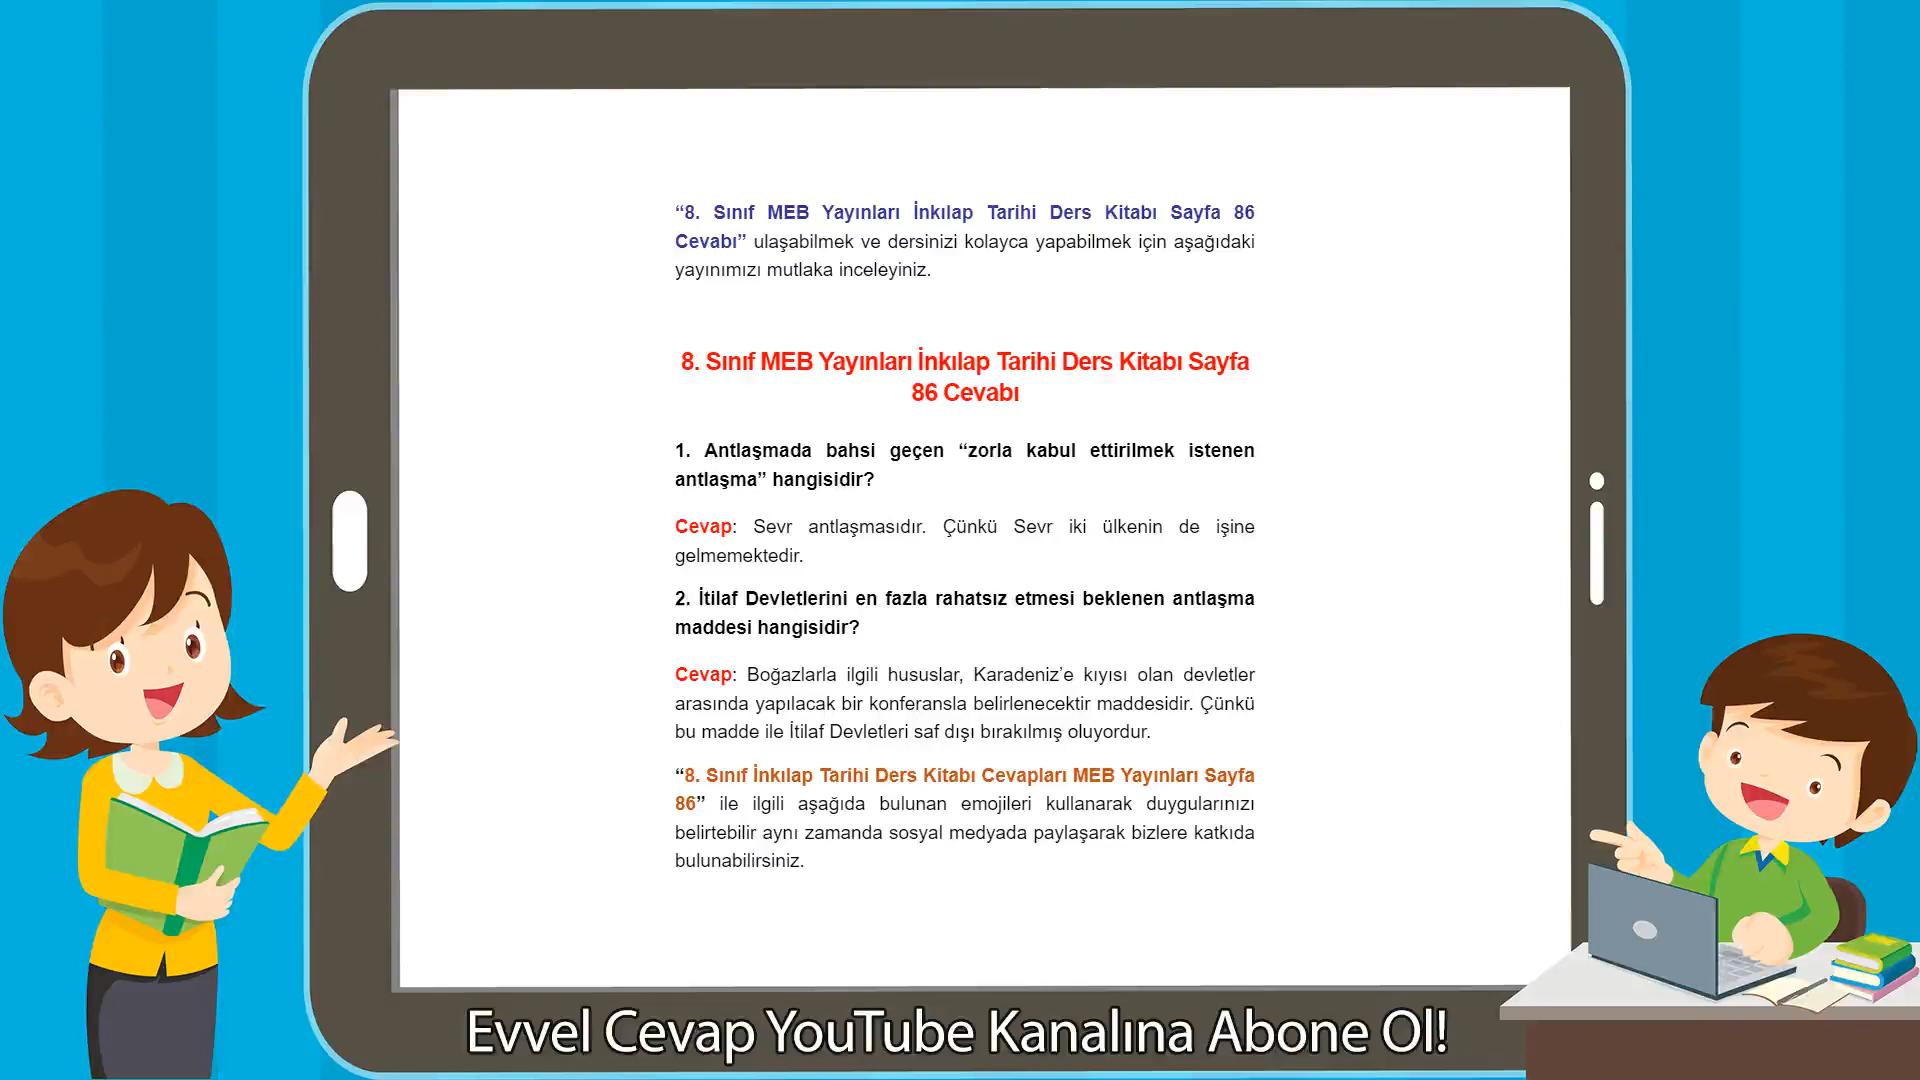 “8. Sınıf MEB Yayınları İnkılap Tarihi Ders Kitabı Sayfa 86
Cevabı” ulaşabilmek ve dersinizi kolayca yapabilmek için aşağıdaki
yayınımızı mutlaka inceleyiniz.
8. Sınıf MEB Yayınları İnkılap Tarihi Ders Kitabı Sayfa
86 Cevabı
1. Antlaşmada bahsi geçen “zorla kabul ettirilmek istenen
antlaşma” hangisidir?
Cevap: Sevr antlaşmasıdır. Çünkü Sevr iki ülkenin de işine
gelmemektedir.
2. İtilaf Devletlerini en fazla rahatsız etmesi beklenen antlaşma
maddesi hangisidir?
Cevap: Boğazlarla ilgili hususlar, Karadeniz’e kıyısı olan devletler
arasında yapılacak bir konferansla belirlenecektir maddesidir. Çünkü
bu madde ile İtilaf Devletleri saf dışı bırakılmış oluyordur.
“8. Sınıf İnkılap Tarihi Ders Kitabı Cevapları MEB Yayınları Sayfa
86” ile ilgili aşağıda bulunan emojileri kullanarak duygularınızı
belirtebilir aynı zamanda sosyal medyada paylaşarak bizlere katkıda
bulunabilirsiniz.
Evvel Cevap YouTube Kanalına Abone Ol!